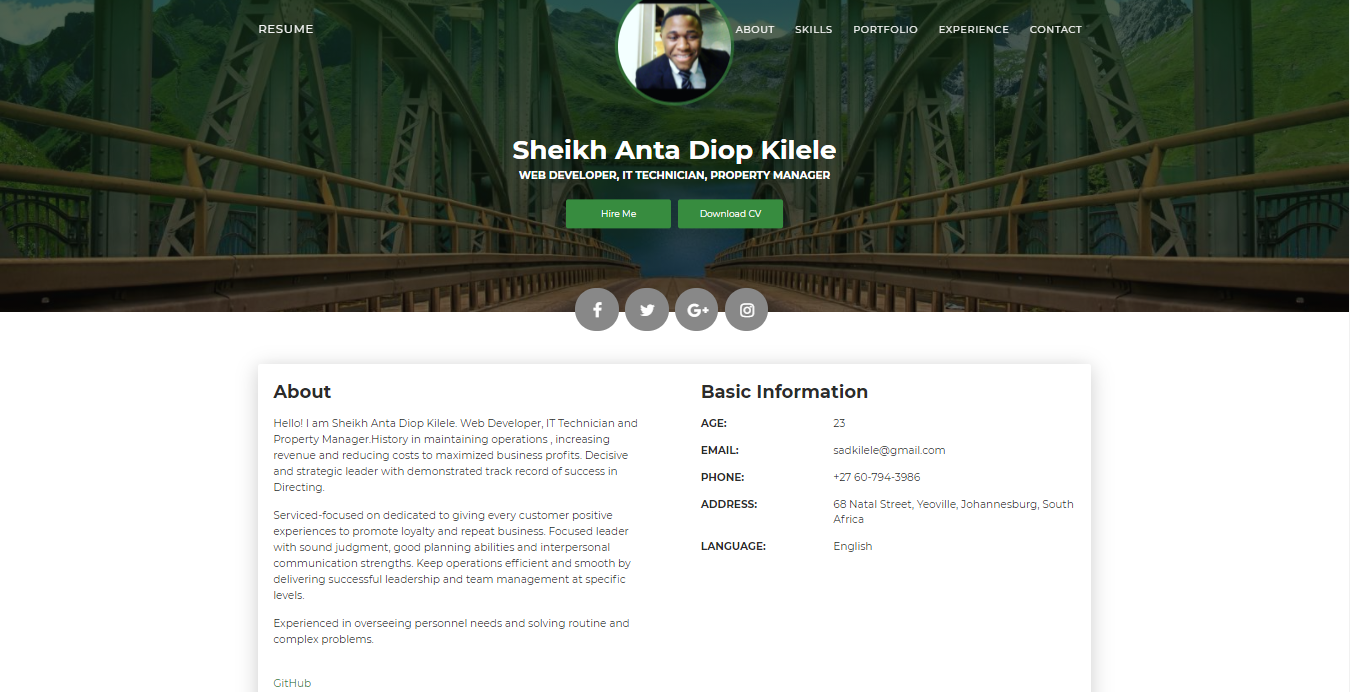 RESUME
ABOUT SKILLS PORTFOLIO EXPERIENCE CONTACT
Sheikh Anta Diop Kilele
WEB DEVELOPER, IT TECHNICIAN, PROPERTY MANAGER
Hire Me
Download CV
About
Hello! I am Sheikh Anta Diop Kilele. Web Developer, IT Technician and
Property Manager.History in maintaining operations , increasing
revenue and reducing costs to maximized business profits. Decisive
and strategic leader with demonstrated track record of success in
Directing.
Serviced-focused on dedicated to giving every customer positive
experiences to promote loyalty and repeat business. Focused leader
with sound judgment, good planning abilities and interpersonal
communication strengths. Keep operations efficient and smooth by
delivering successful leadership and team management at specific
levels.
Experienced in overseeing personnel needs and solving routine and
complex problems.
GitHub
Basic Information
AGE: 23
EMAIL: sadkilele@gmail.com
PHONE: +27 60-794-3986
ADDRESS: 68 Natal Street, Yeoville, Johannesburg, South
Africa
LANGUAGE: English